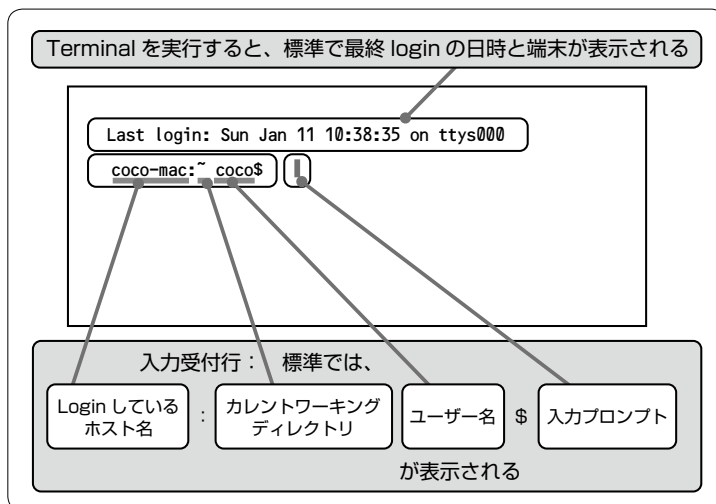 Terminal を実行すると、標準で最終 login の日時と端末が表示される
Last login: Sun Jan 11 10:38:35 on ttys000
coco-mac:~ coco$
入力受付行： 標準では、
Login している
ホスト名
:
カレントワーキング
ディレクトリ
ユーザー名
$
入力プロンプト
が表示される